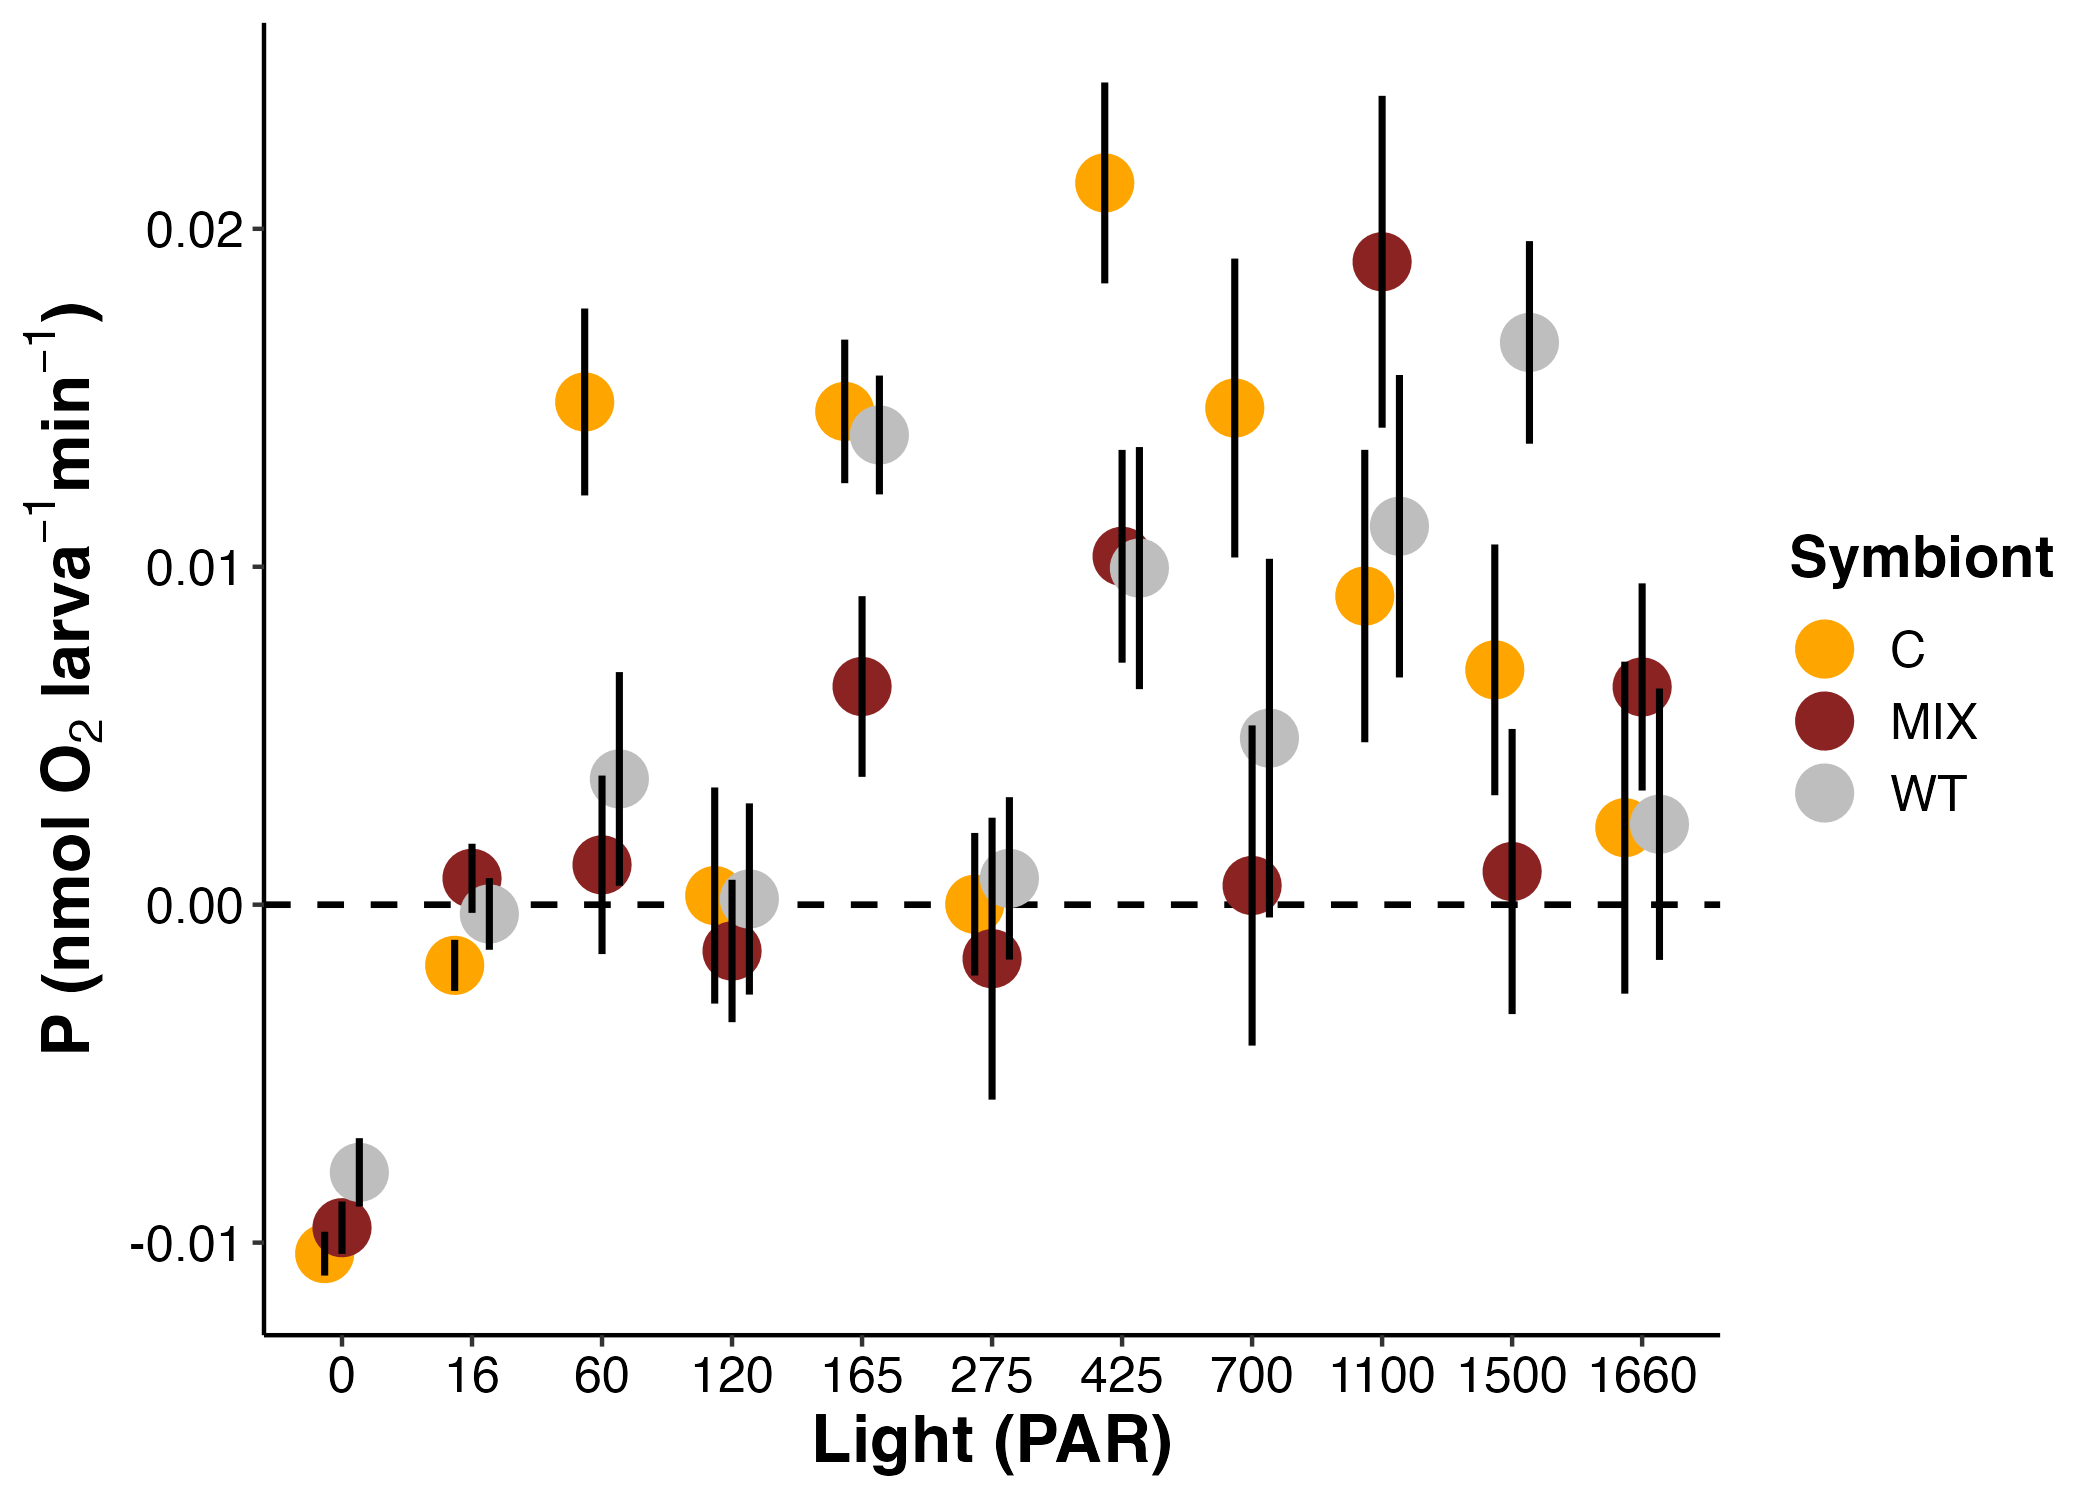 P (nmol O₂ larva⁻¹min⁻¹)
0.02
0.01
0.00
-0.01
0 16 60 120 165 275 425 700 1100 1500 1660
Light (PAR)
Symbiont
C
MIX
WT